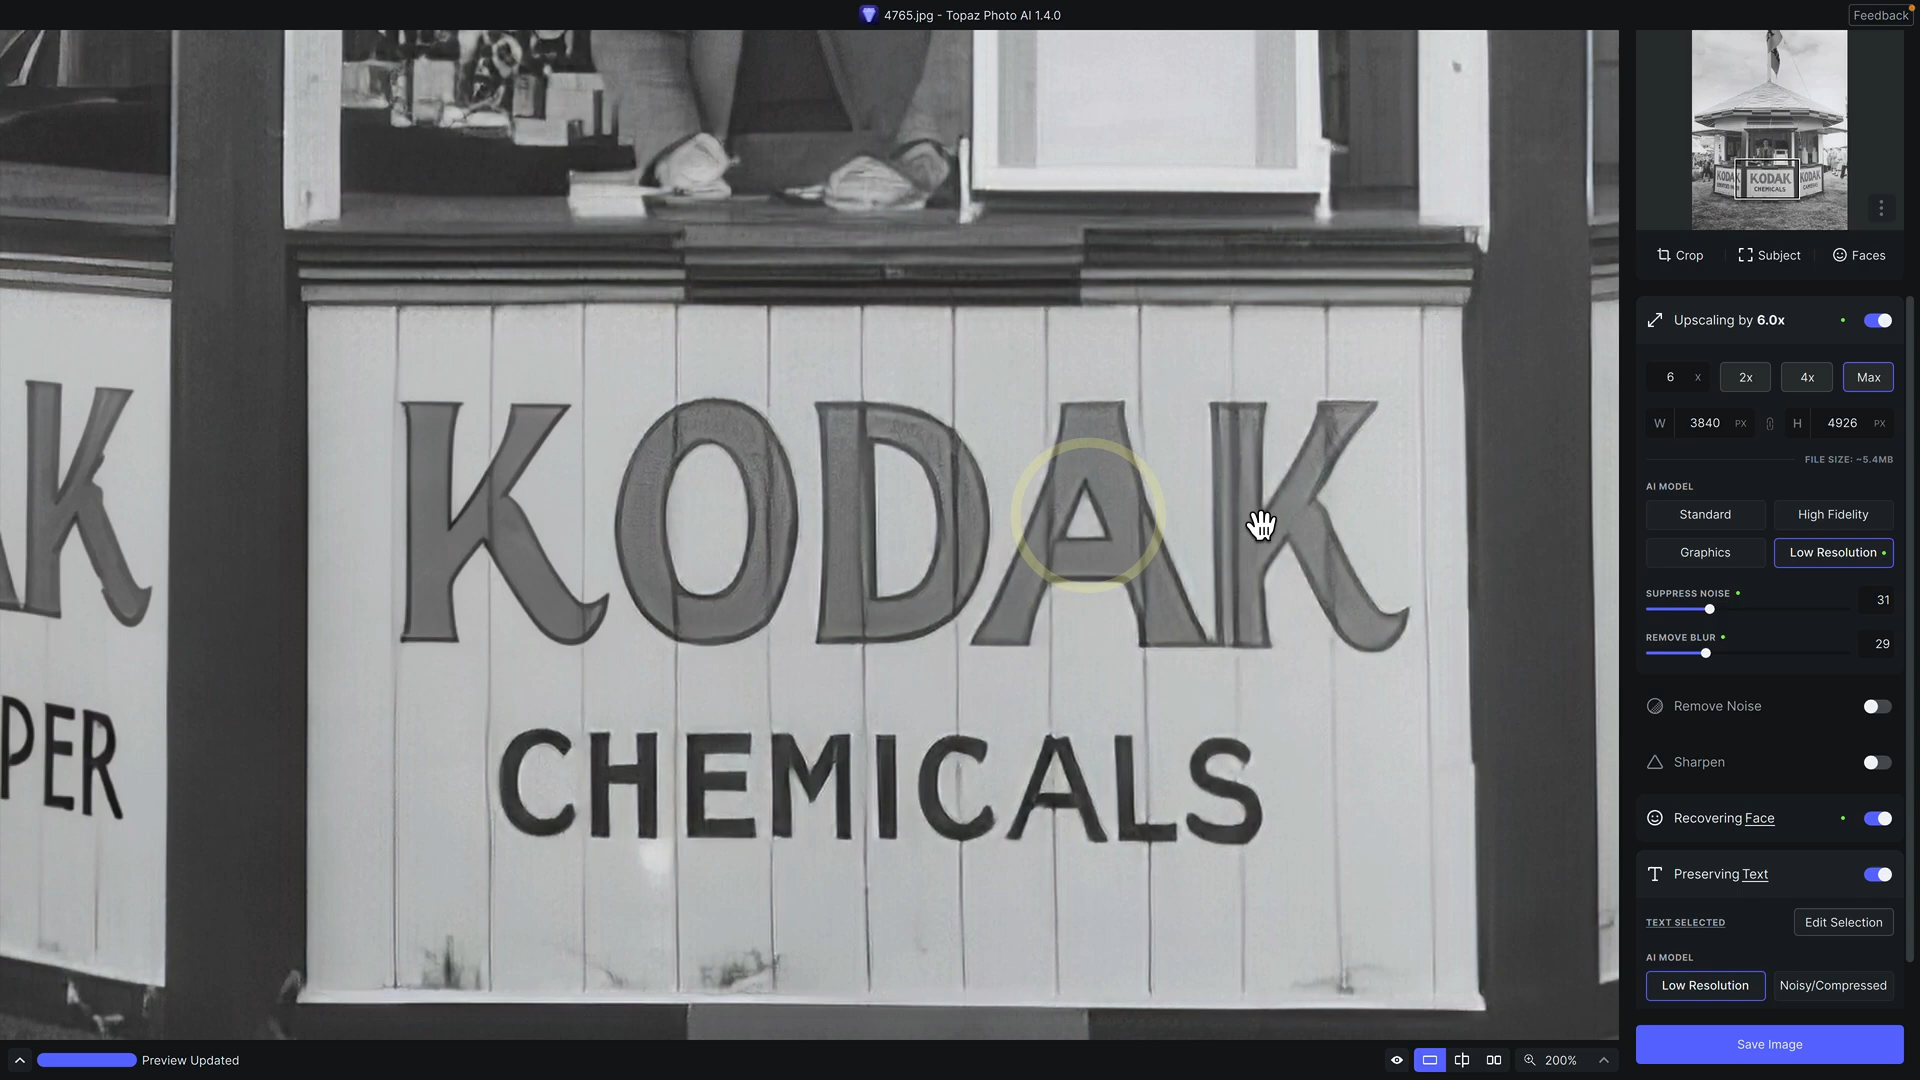 4765.jpg - Topaz Photo AI 1.4.0
Feedback
KODAK
CHEMICALS
Crop
Subject
Faces
Upscaling by 6.0x
6 x
2x
4x
Max
W 3840 PX
H 4926 PX
FILE SIZE: ~5.4MB
AI MODEL
Standard
High Fidelity
Graphics
Low Resolution
SUPPRESS NOISE
31
REMOVE BLUR
29
Remove Noise
Sharpen
Recovering Face
Preserving Text
TEXT SELECTED
Edit Selection
AI MODEL
Low Resolution
Noisy/Compressed
Save Image
AK
PER
KODAK
CHEMICALS
Preview Updated
200%